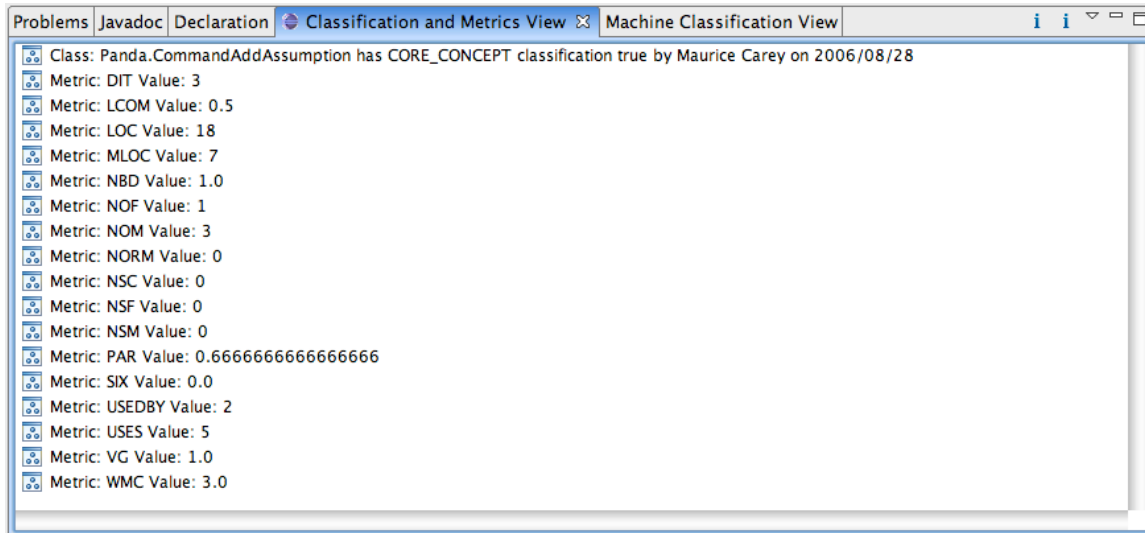 Problems Javadoc Declaration Classification and Metrics View Machine Classification View i i
Class: Panda.CommandAddAssumption has CORE_CONCEPT classification true by Maurice Carey on 2006/08/28
Metric: DIT Value: 3
Metric: LCOM Value: 0.5
Metric: LOC Value: 18
Metric: MLOC Value: 7
Metric: NBD Value: 1.0
Metric: NOF Value: 1
Metric: NOM Value: 3
Metric: NORM Value: 0
Metric: NSC Value: 0
Metric: NSF Value: 0
Metric: NSM Value: 0
Metric: PAR Value: 0.6666666666666666
Metric: SIX Value: 0.0
Metric: USEDBY Value: 2
Metric: USES Value: 5
Metric: VG Value: 1.0
Metric: WMC Value: 3.0